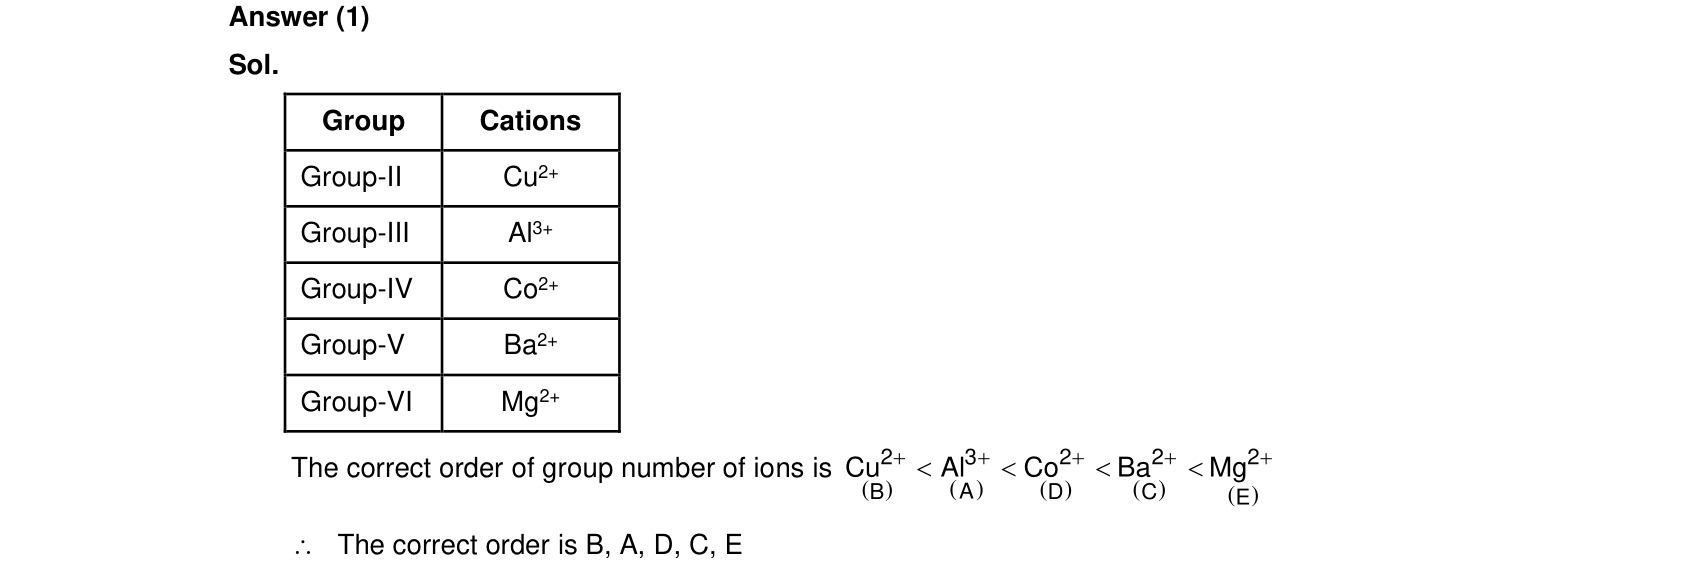 Answer (1)
Sol.
Group Cations
Group-II Cu²⁺
Group-III Al³⁺
Group-IV Co²⁺
Group-V Ba²⁺
Group-VI Mg²⁺
The correct order of group number of ions is Cu²⁺ < Al³⁺ < Co²⁺ < Ba²⁺ < Mg²⁺
(B) (A) (D) (C) (E)
∴ The correct order is B, A, D, C, E